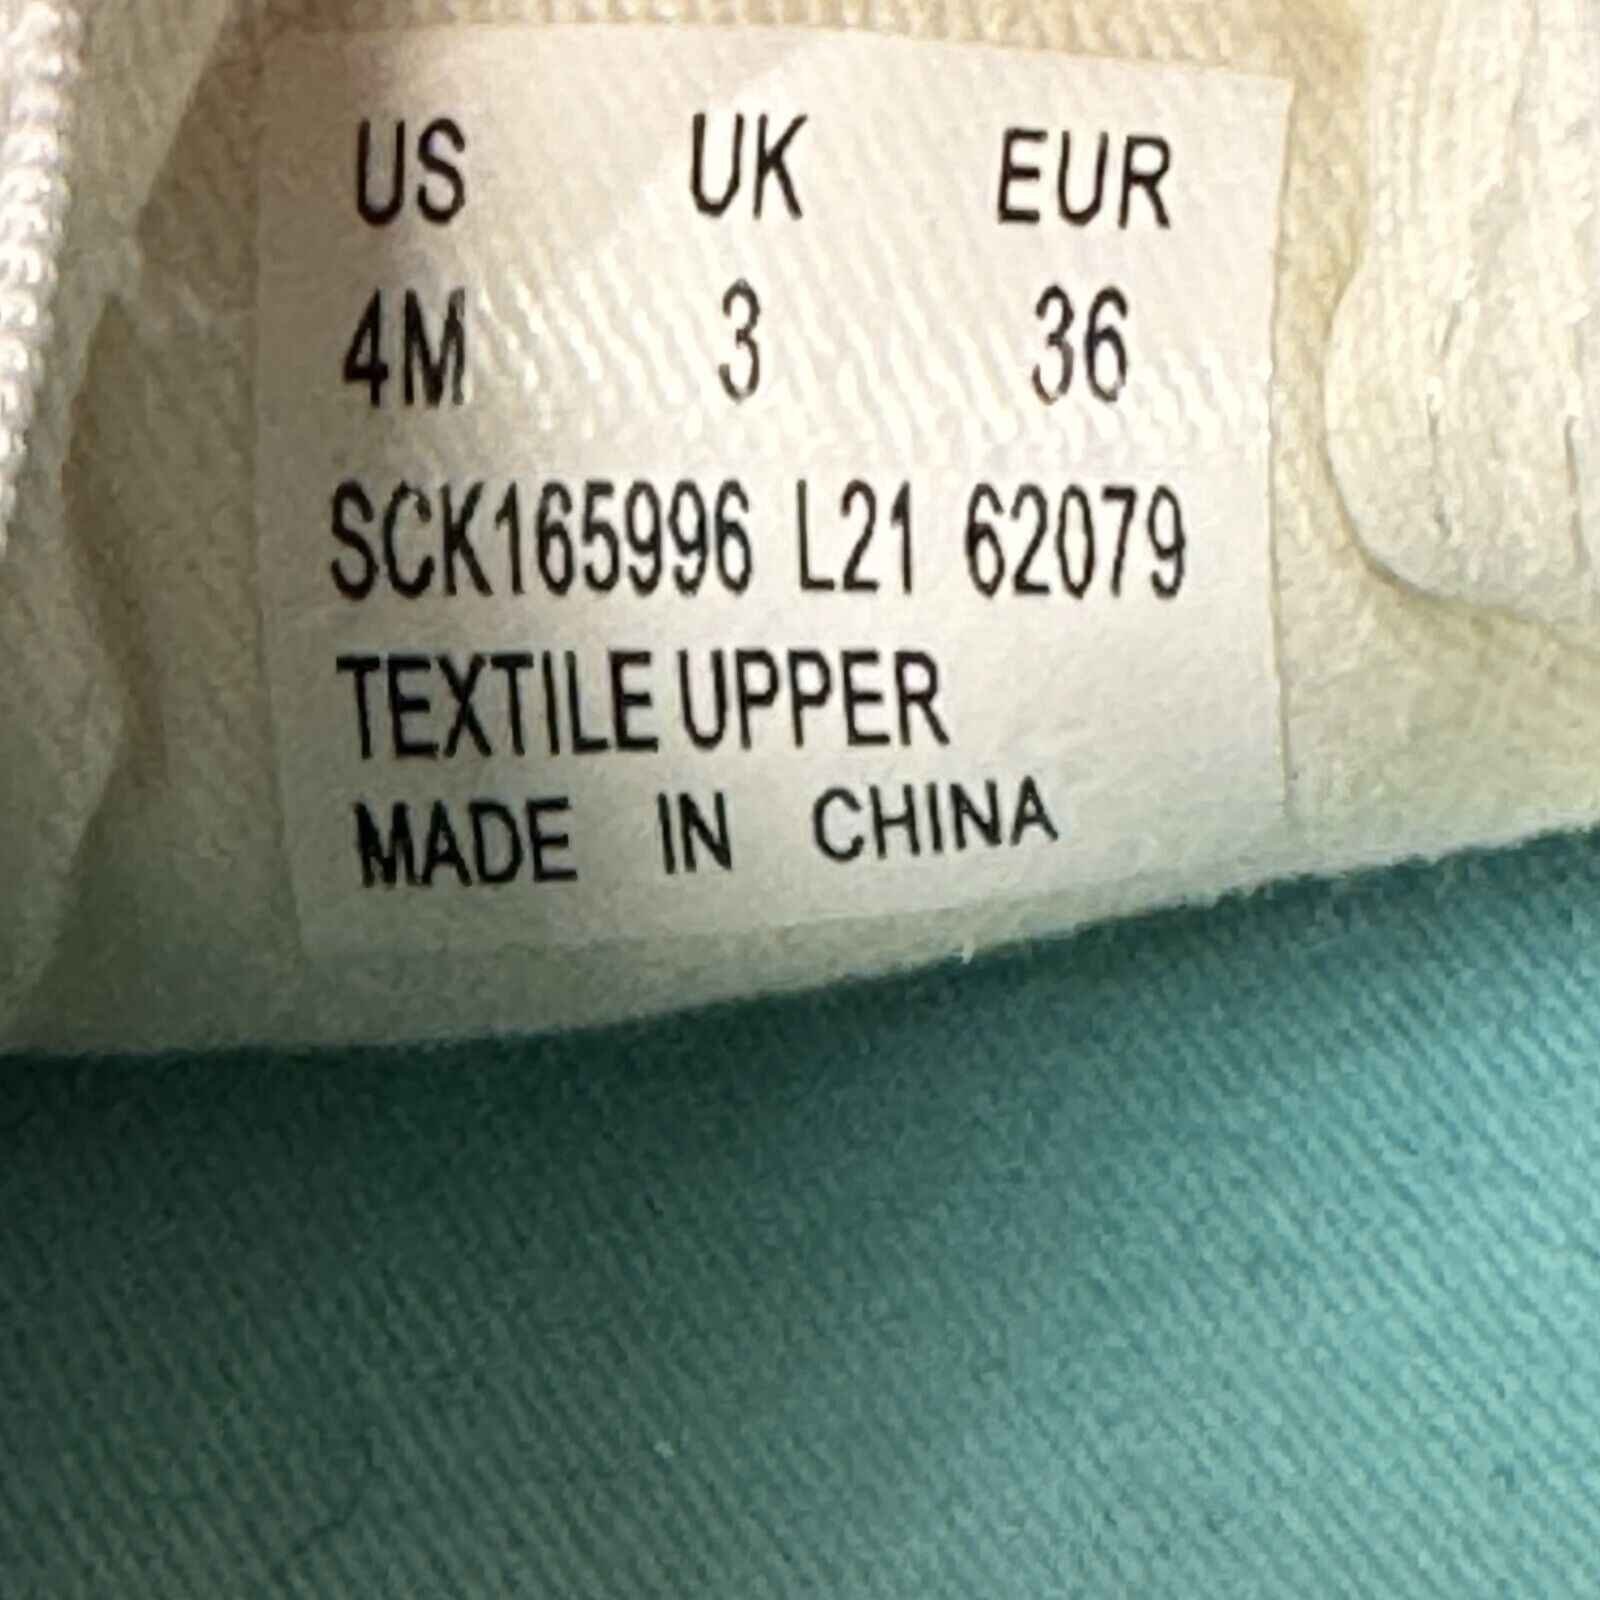 US UK EUR
4M 3 36
SCK165996 L21 62079
TEXTILE UPPER
MADE IN CHINA